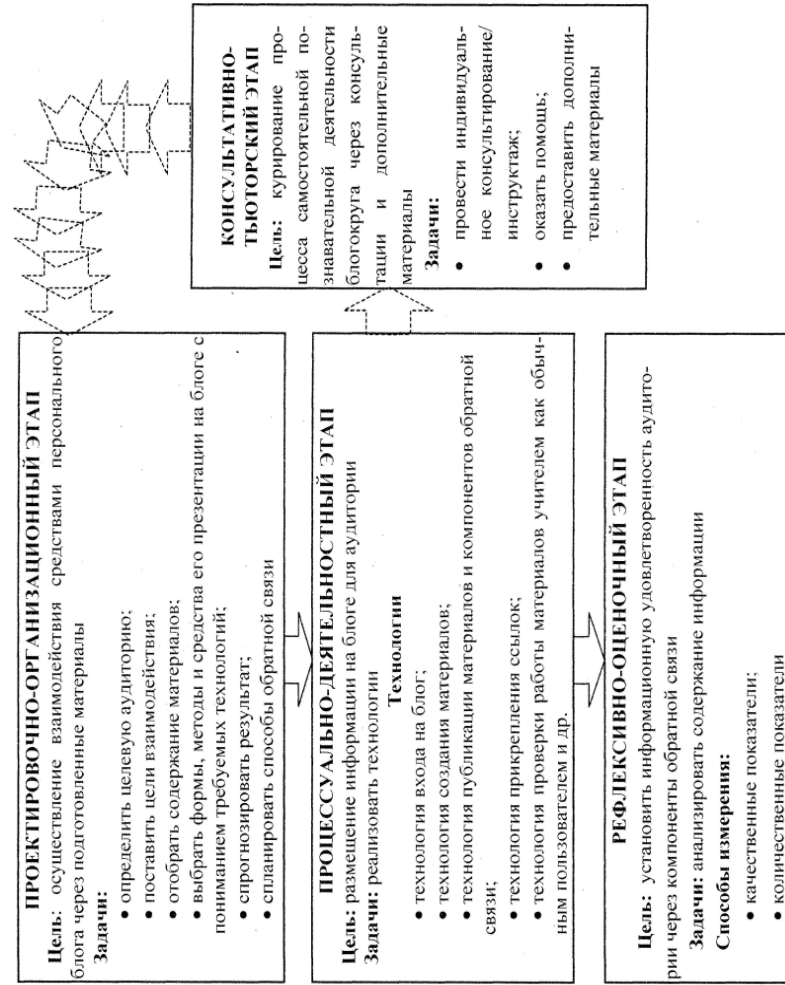 ПРОЕКТИРОВОЧНО-ОРГАНИЗАЦИОННЫЙ ЭТАП
Цель: осуществление взаимодействия средствами персонального
блога через подготовленные материалы
Задачи:
• определить целевую аудиторию;
• поставить цели взаимодействия;
• отобрать содержание материалов;
• выбрать формы, методы и средства его презентации на блоге с
пониманием требуемых технологий;
• спрогнозировать результат;
• спланировать способы обратной связи
ПРОЦЕССУАЛЬНО-ДЕЯТЕЛЬНОСТНЫЙ ЭТАП
Цель: размещение информации на блоге для аудитории
Задачи: реализовать технологии
Технологии
• технология входа на блог;
• технология создания материалов;
• технология публикации материалов и компонентов обратной
связи;
• технология прикрепления ссылок;
• технология проверки работы материалов учителем как обыч-
ным пользователем и др.
РЕФЛЕКСИВНО-ОЦЕНОЧНЫЙ ЭТАП
Цель: установить информационную удовлетворенность аудито-
рии через компоненты обратной связи
Задачи: анализировать содержание информации
Способы измерения:
• качественные показатели;
• количественные показатели
КОНСУЛЬТАТИВНО-
ТЬЮТОРСКИЙ ЭТАП
Цель: курирование про-
цесса самостоятельной по-
знавательной деятельности
блогокруга через консуль-
тации и дополнительные
материалы
Задачи:
• провести индивидуаль-
ное консультирование/
инструктаж;
• оказать помощь;
• предоставить дополни-
тельные материалы